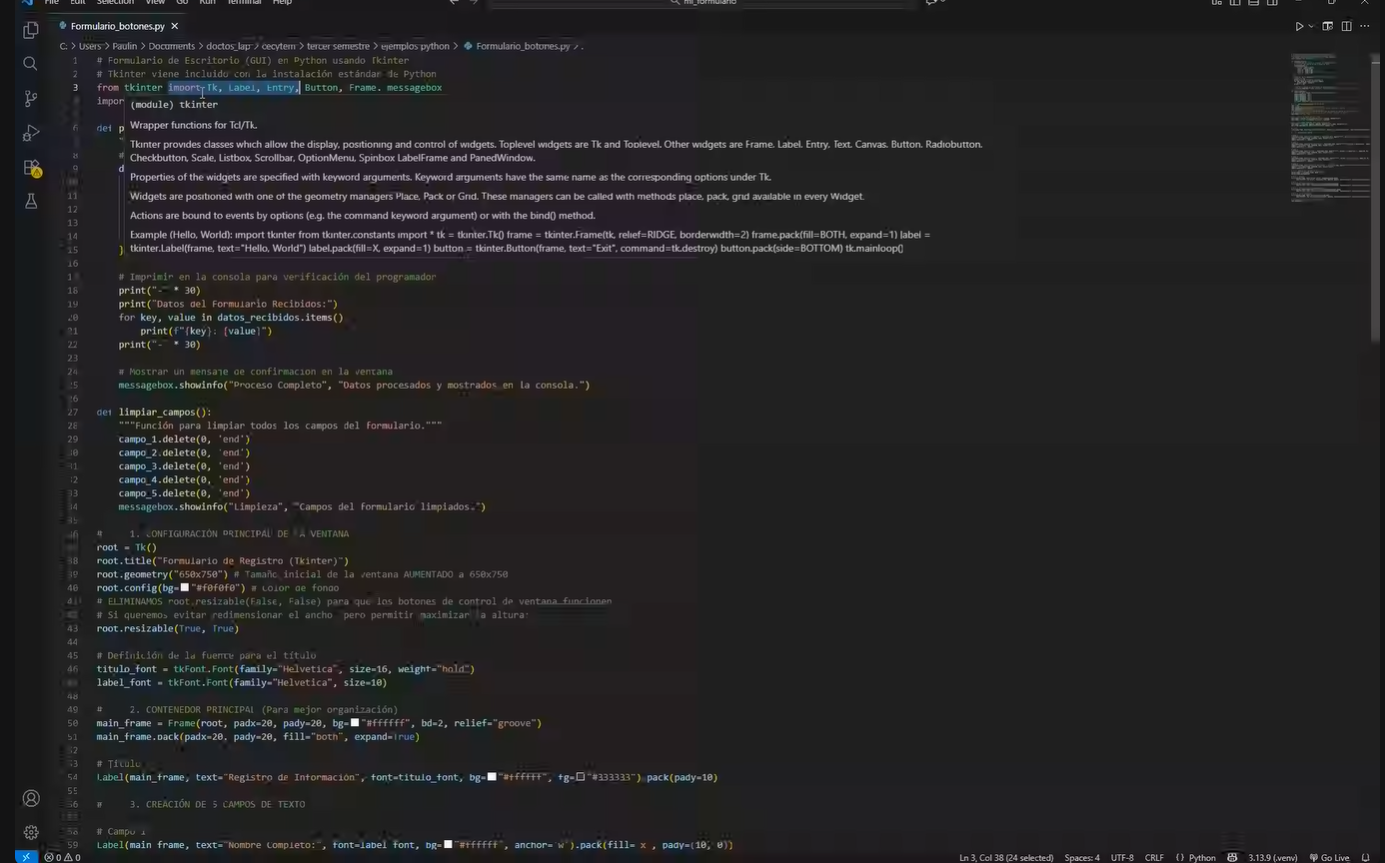 File Edit Selection View Go Run Terminal Help
mi_formulario
Formulario_botones.py
C: > Users > Paulin > Documents > doctos_lap > cecytem > tercer semestre > ejemplos python > Formulario_botones.py > .
1 # Formulario de Escritorio (GUI) en Python usando Tkinter
2 # Tkinter viene incluido con la instalación estándar de Python
3 from tkinter import Tk, Label, Entry, Button, Frame. messagebox
impor
(module) tkinter
6 def p
Wrapper functions for Tcl/Tk.
Tkinter provides classes which allow the display, positioning and control of widgets. Toplevel widgets are Tk and Toplevel. Other widgets are Frame. Label. Entry. Text. Canvas. Button. Radiobutton.
8 #
Checkbutton, Scale, Listbox, Scrollbar, OptionMenu, Spinbox LabelFrame and PanedWindow.
9 d
10
Properties of the widgets are specified with keyword arguments. Keyword arguments have the same name as the corresponding options under Tk.
11
Widgets are positioned with one of the geometry managers Place, Pack or Grid. These managers can be called with methods place, pack, grid available in every Widget.
12
13
Actions are bound to events by options (e.g. the command keyword argument) or with the bind() method.
14
Example (Hello, World): import tkinter from tkinter.constants import * tk = tkinter.Tk() frame = tkinter.Frame(tk, relief=RIDGE, borderwidth=2) frame.pack(fill=BOTH, expand=1) label =
15 )
tkinter.Label(frame, text="Hello, World") label.pack(fill=X, expand=1) button = tkinter.Button(frame, text="Exit", command=tk.destroy) button.pack(side=BOTTOM) tk.mainloop()
# Imprimir en la consola para verificación del programador
18 print("-" * 30)
19 print("Datos del Formulario Recibidos:")
20 for key, value in datos_recibidos.items()
21 print(f"{key}: {value}")
22 print("-" * 30)
23
24 # Mostrar un mensaje de confirmación en la ventana
messagebox.showinfo("Proceso Completo", "Datos procesados y mostrados en la consola.")
26
27 def limpiar_campos():
28 """Función para limpiar todos los campos del formulario."""
29 campo_1.delete(0, 'end')
campo_2.delete(0, 'end')
campo_3.delete(0, 'end')
campo_4.delete(0, 'end')
campo_5.delete(0, 'end')
messagebox.showinfo("Limpieza", "Campos del formulario limpiados.")
# 1. CONFIGURACIÓN PRINCIPAL DE LA VENTANA
root = Tk()
root.title("Formulario de Registro (Tkinter)")
39 root.geometry("650x750") # Tamaño inicial de la ventana AUMENTADO a 650x750
40 root.config(bg="#f0f0f0") # Color de fondo
41 # ELIMINAMOS root.resizable(False, False) para que los botones de control de ventana funcionen
# Si queremos evitar redimensionar el ancho pero permitir maximizar la altura:
43 root.resizable(True, True)
44
45 # Definición de la fuente para el título
46 titulo_font = tkFont.Font(family="Helvetica", size=16, weight="bold")
label_font = tkFont.Font(family="Helvetica", size=10)
48
49 # 2. CONTENEDOR PRINCIPAL (Para mejor organización)
50 main_frame = Frame(root, padx=20, pady=20, bg="#ffffff", bd=2, relief="groove")
51 main_frame.pack(padx=20, pady=20, fill="both", expand=True)
52
53 # Título
54 Label(main_frame, text="Registro de Información", font=titulo_font, bg="#ffffff", fg="#333333").pack(pady=10)
55
56 # 3. CREACIÓN DE 5 CAMPOS DE TEXTO
58 # Campo 1
59 Label(main_frame, text="Nombre Completo:", font=label_font, bg="#ffffff", anchor='w').pack(fill='x', pady=(10, 0))
0 0
Ln 3, Col 38 (24 selected) Spaces: 4 UTF-8 CRLF {} Python 3.13.9 (.venv) Go Live